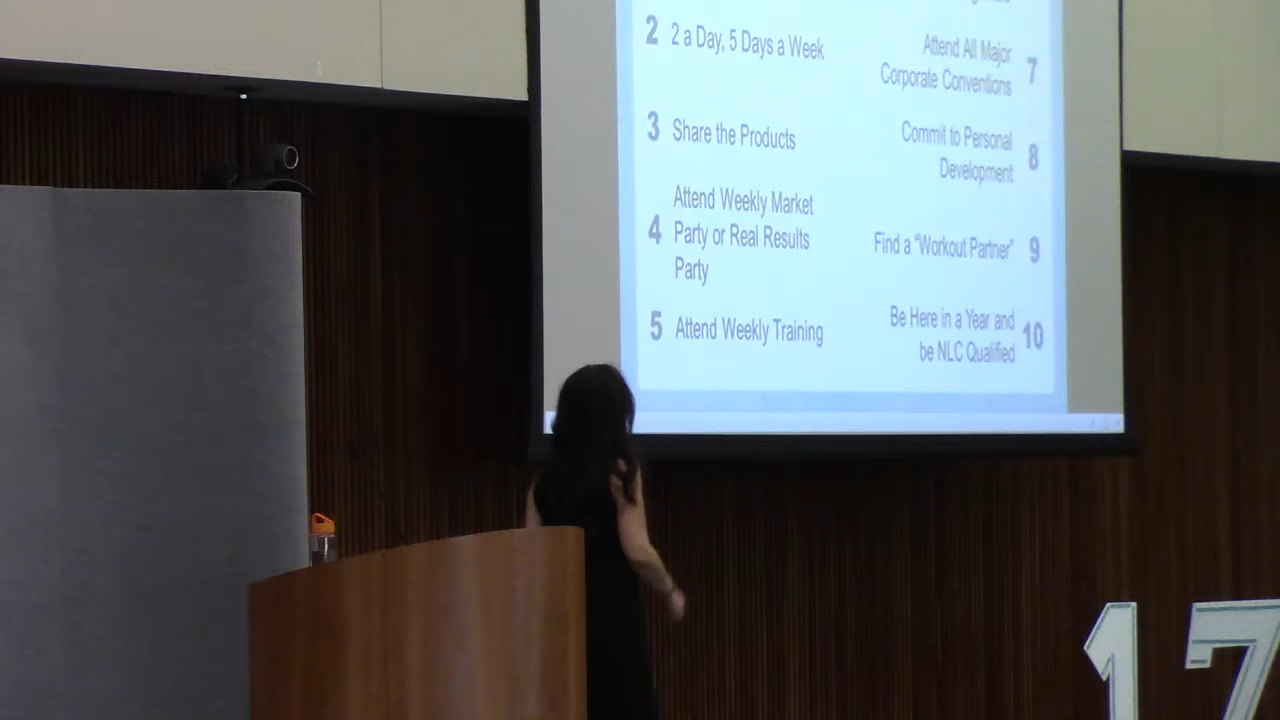 2 2 a Day, 5 Days a Week
3 Share the Products
4 Attend Weekly Market
Party or Real Results
Party
5 Attend Weekly Training
Attend All Major
Corporate Conventions 7
Commit to Personal
Development 8
Find a “Workout Partner” 9
Be Here in a Year and
be NLC Qualified 10
17